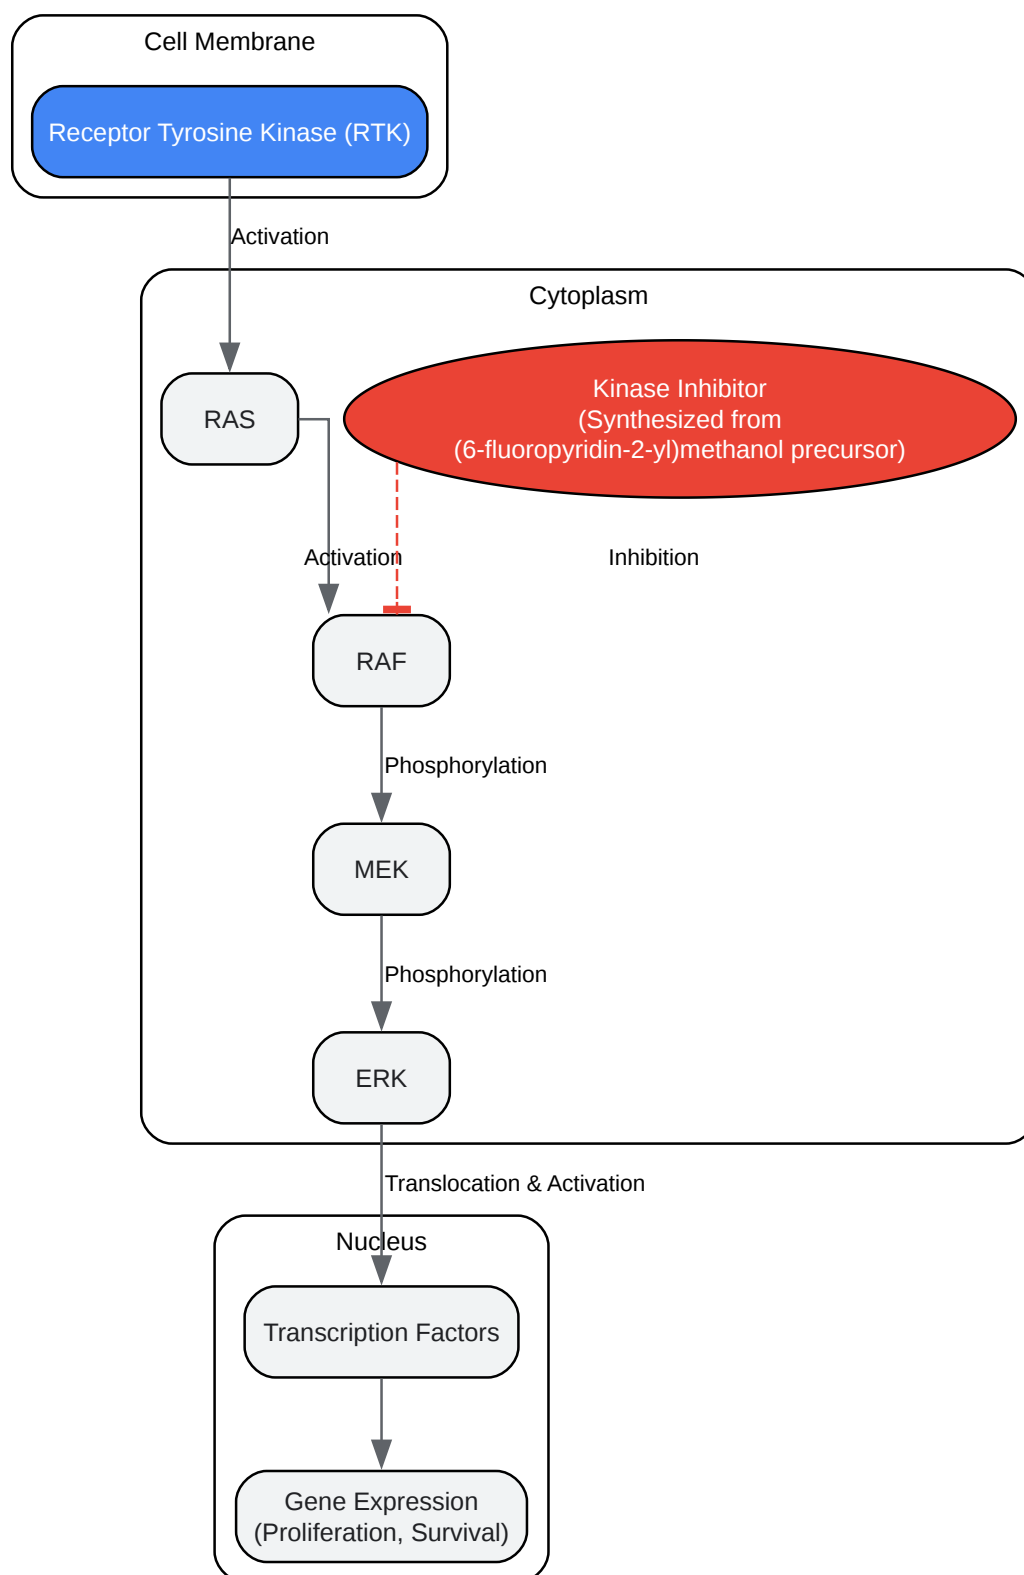 Cell Membrane
Receptor Tyrosine Kinase (RTK)
Activation
Cytoplasm
RAS
Kinase Inhibitor
(Synthesized from
(6-fluoropyridin-2-yl)methanol precursor)
Activation
Inhibition
RAF
Phosphorylation
MEK
Phosphorylation
ERK
Translocation & Activation
Nucleus
Transcription Factors
Gene Expression
(Proliferation, Survival)